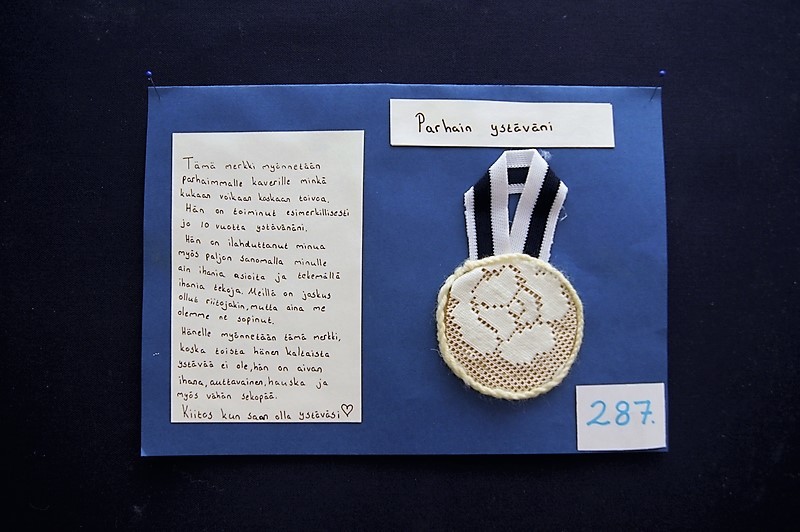 Parhain ystäväni
Tämä merkki myönnetään
parhaimmalle kaverille minkä
kukaan voikaan koskaan toivoa.
Hän on toiminut esimerkillisesti
jo 10 vuotta ystävänäni.
Hän on ilahduttanut minua
myös paljon sanomalla minulle
ain ihania asioita ja tekemällä
ihania tekoja. Meillä on joskus
ollut riitojakin, mutta aina me
olemme ne sopinut.
Hänelle myönnetään tämä merkki,
koska toista hänen kaltaista
ystävää ei ole, hän on aivan
ihana, auttavainen, hauska ja
myös vähän sekopää.
Kiitos kun saan olla ystäväsi♡
287.